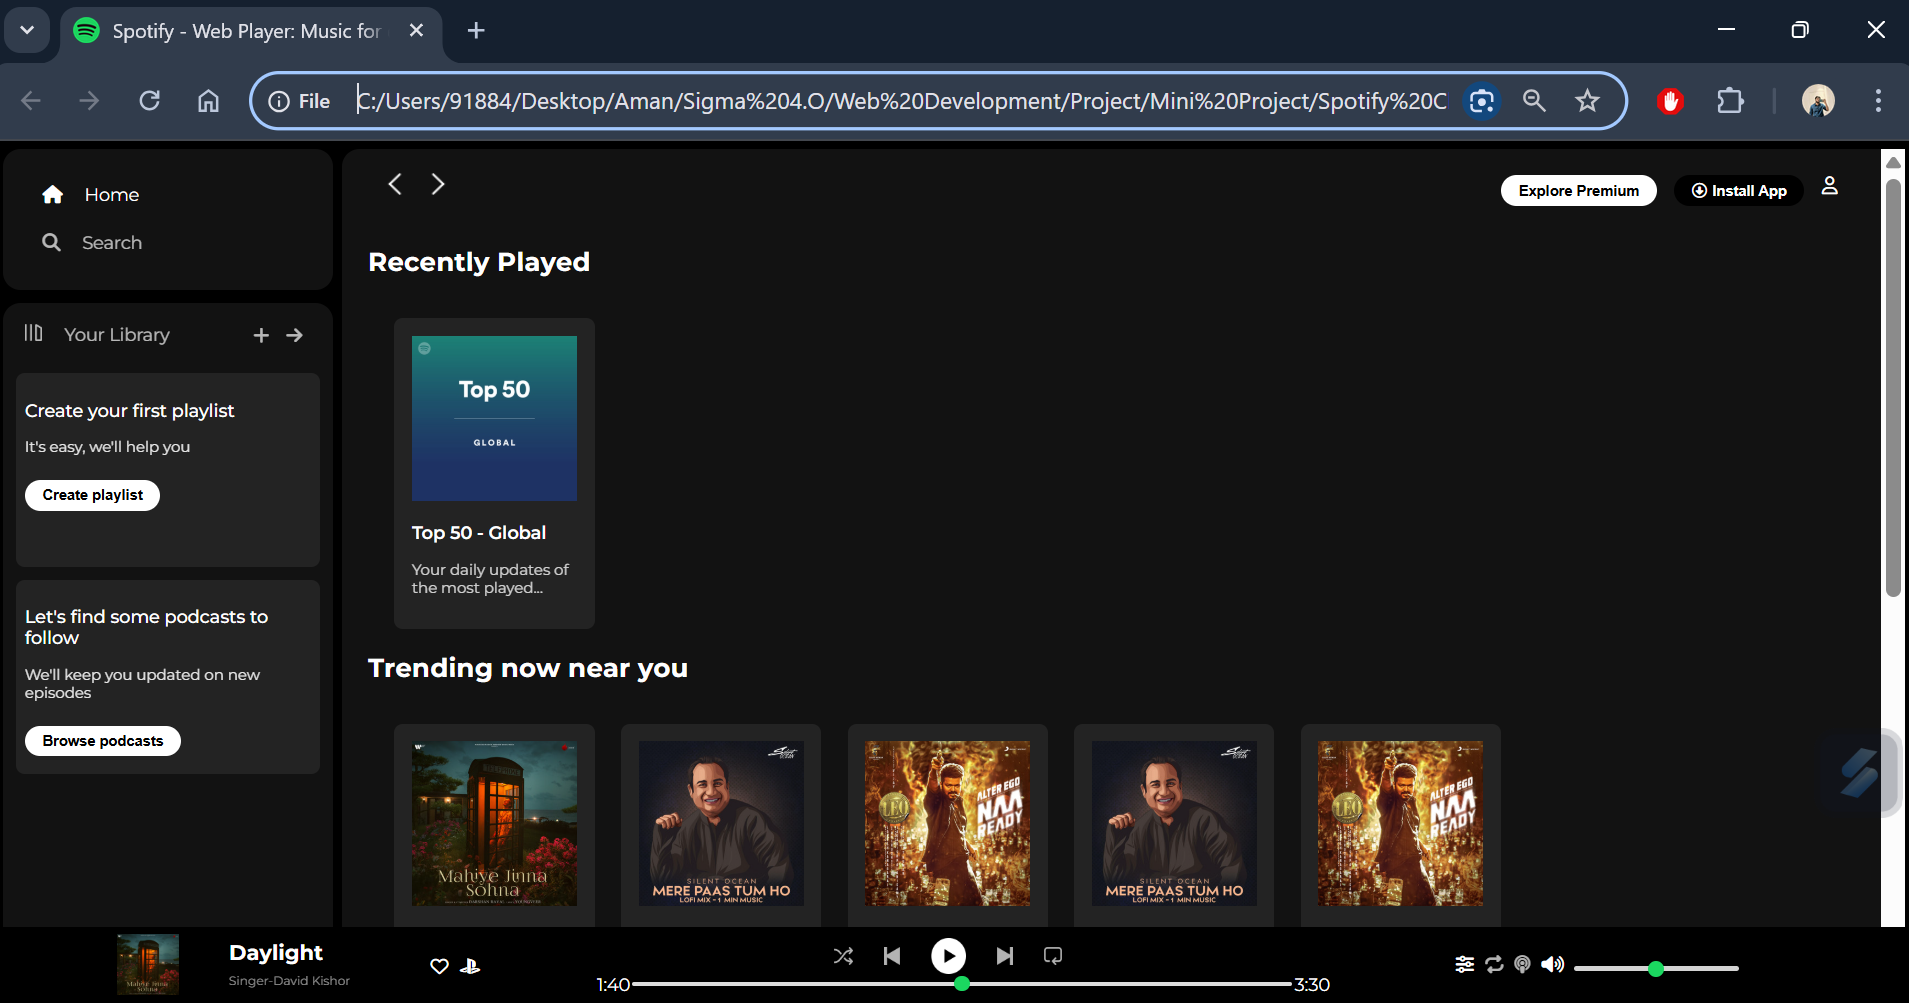 Spotify - Web Player: Music for
File
C:/Users/91884/Desktop/Aman/Sigma%204.O/Web%20Development/Project/Mini%20Project/Spotify%20C
Home
Search
Explore Premium
Install App
Your Library
Create your first playlist
It's easy, we'll help you
Create playlist
Let's find some podcasts to
follow
We'll keep you updated on new
episodes
Browse podcasts
Recently Played
Top 50
GLOBAL
Top 50 - Global
Your daily updates of
the most played...
Trending now near you
Mahiye Jinna
Sohna
SILENT OCEAN
MERE PAAS TUM HO
LOFI MIX - 1 MIN MUSIC
LEO
ALTER EGO
NAA
READY
SILENT OCEAN
MERE PAAS TUM HO
LOFI MIX - 1 MIN MUSIC
LEO
ALTER EGO
NAA
READY
Mahiye Jinna
Sohna
Daylight
Singer-David Kishor
1:40
3:30